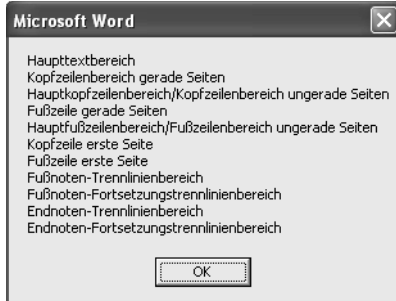 Microsoft Word
Haupttextbereich
Kopfzeilenbereich gerade Seiten
Hauptkopfzeilenbereich/Kopfzeilenbereich ungerade Seiten
Fußzeile gerade Seiten
Hauptfußzeilenbereich/Fußzeilenbereich ungerade Seiten
Kopfzeile erste Seite
Fußzeile erste Seite
Fußnoten-Trennlinienbereich
Fußnoten-Fortsetzungstrennlinienbereich
Endnoten-Trennlinienbereich
Endnoten-Fortsetzungstrennlinienbereich
OK